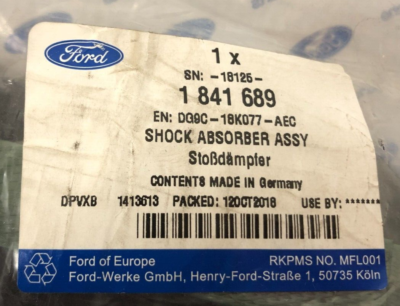 Ford
1 x
SN: -18125-
1 841 689
EN: DG9C-18K077-AEC
SHOCK ABSORBER ASSY
Stoßdämpfer
CONTENTS MADE IN Germany
DPVXB 1413613 PACKED: 12OCT2018 USE BY:*******
Ford of Europe RKPMS NO. MFL001
Ford-Werke GmbH, Henry-Ford-Straße 1, 50735 Köln